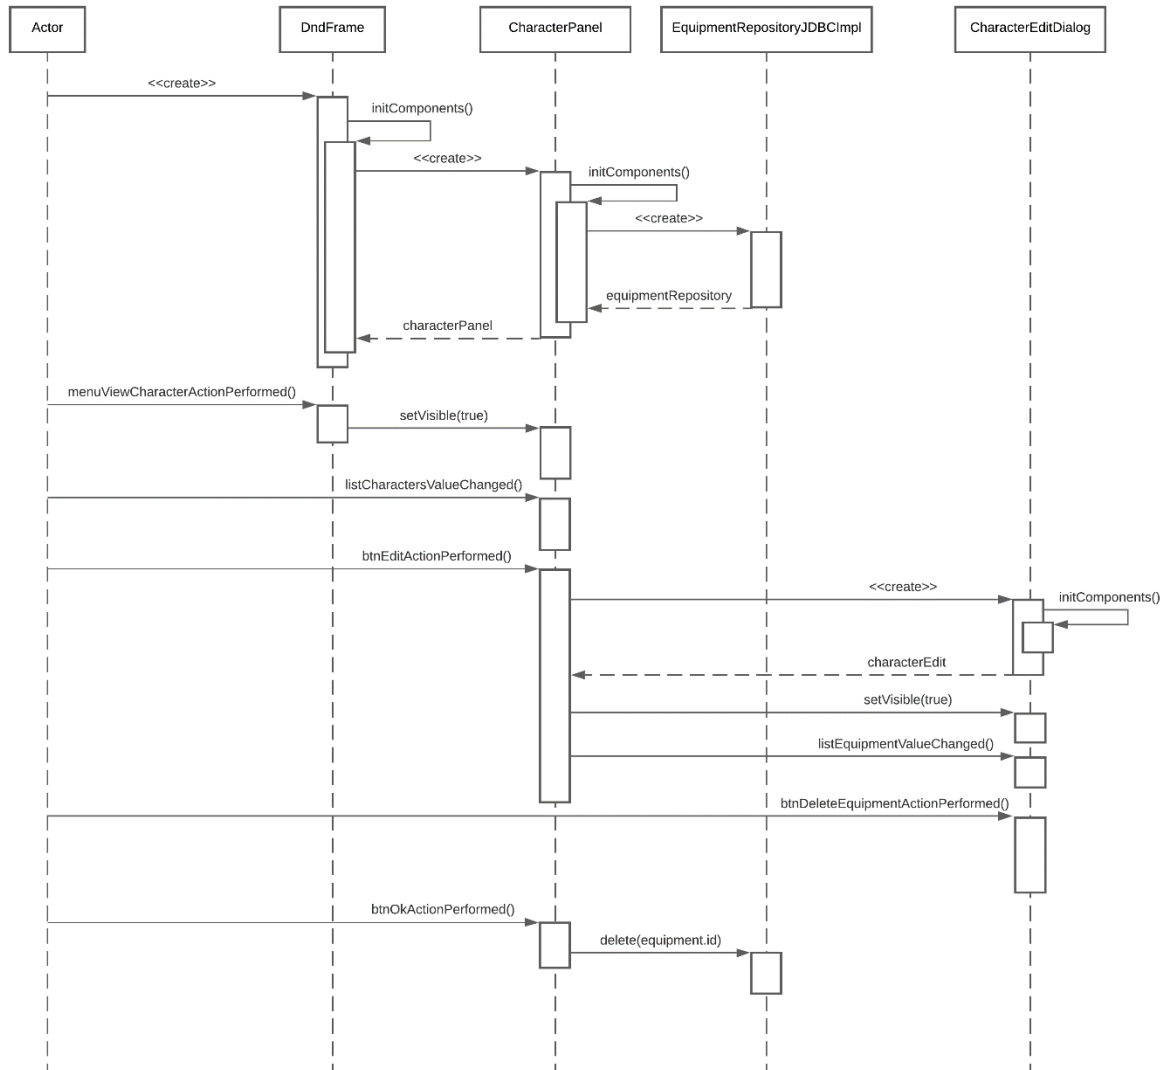 Actor
DndFrame
CharacterPanel
EquipmentRepositoryJDBCImpl
CharacterEditDialog
<<create>>
initComponents()
<<create>>
initComponents()
<<create>>
equipmentRepository
characterPanel
menuViewCharacterActionPerformed()
setVisible(true)
listCharactersValueChanged()
btnEditActionPerformed()
<<create>>
initComponents()
characterEdit
setVisible(true)
listEquipmentValueChanged()
btnDeleteEquipmentActionPerformed()
btnOkActionPerformed()
delete(equipment.id)